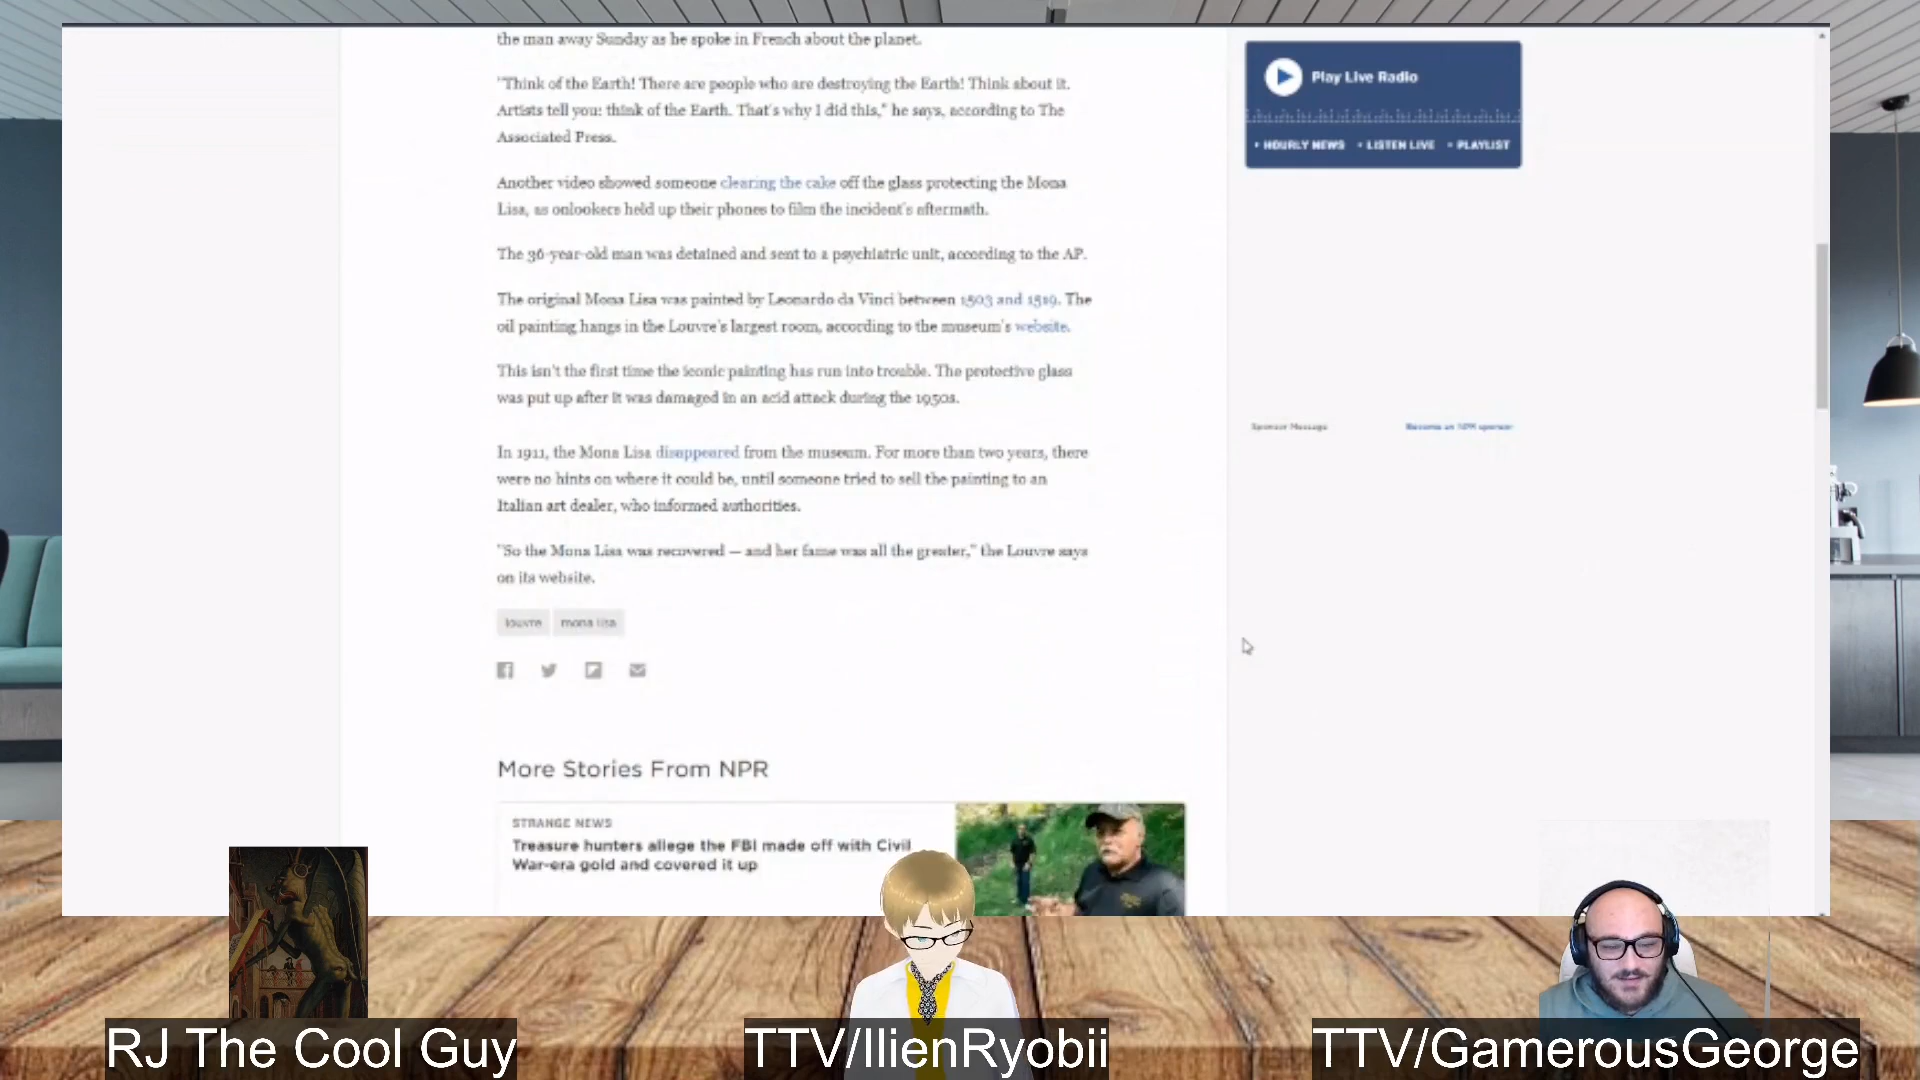 the man away Sunday as he spoke in French about the planet.
"Think of the Earth! There are people who are destroying the Earth! Think about it.
Artists tell you: think of the Earth. That's why I did this," he says, according to The
Associated Press.
Another video showed someone clearing the cake off the glass protecting the Mona
Lisa, as onlookers held up their phones to film the incident's aftermath.
The 36-year-old man was detained and sent to a psychiatric unit, according to the AP.
The original Mona Lisa was painted by Leonardo da Vinci between 1503 and 1519. The
oil painting hangs in the Louvre's largest room, according to the museum's website.
This isn't the first time the iconic painting has run into trouble. The protective glass
was put up after it was damaged in an acid attack during the 1950s.
In 1911, the Mona Lisa disappeared from the museum. For more than two years, there
were no hints on where it could be, until someone tried to sell the painting to an
Italian art dealer, who informed authorities.
"So the Mona Lisa was recovered — and her fame was all the greater," the Louvre says
on its website.
louvre mona lisa
More Stories From NPR
STRANGE NEWS
Treasure hunters allege the FBI made off with Civil
War-era gold and covered it up
Play Live Radio
• HOURLY NEWS • LISTEN LIVE • PLAYLIST
Sponsor Message Become an NPR sponsor
RJ The Cool Guy
TTV/IlienRyobii
TTV/GamerousGeorge